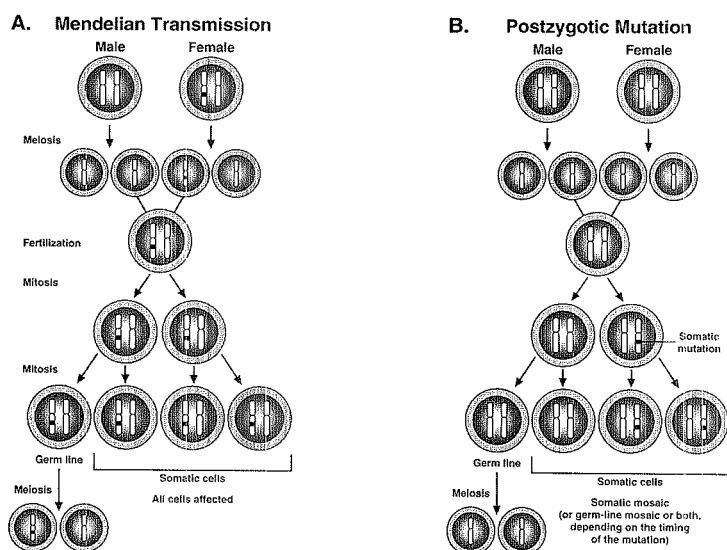 A. Mendelian Transmission
Male Female
Meiosis
Fertilization
Mitosis
Mitosis
Germ line
Somatic cells
Meiosis
All cells affected
B. Postzygotic Mutation
Male Female
Somatic
mutation
Germ line
Somatic cells
Meiosis
Somatic mosaic
(or germ-line mosaic or both,
depending on the timing
of the mutation)